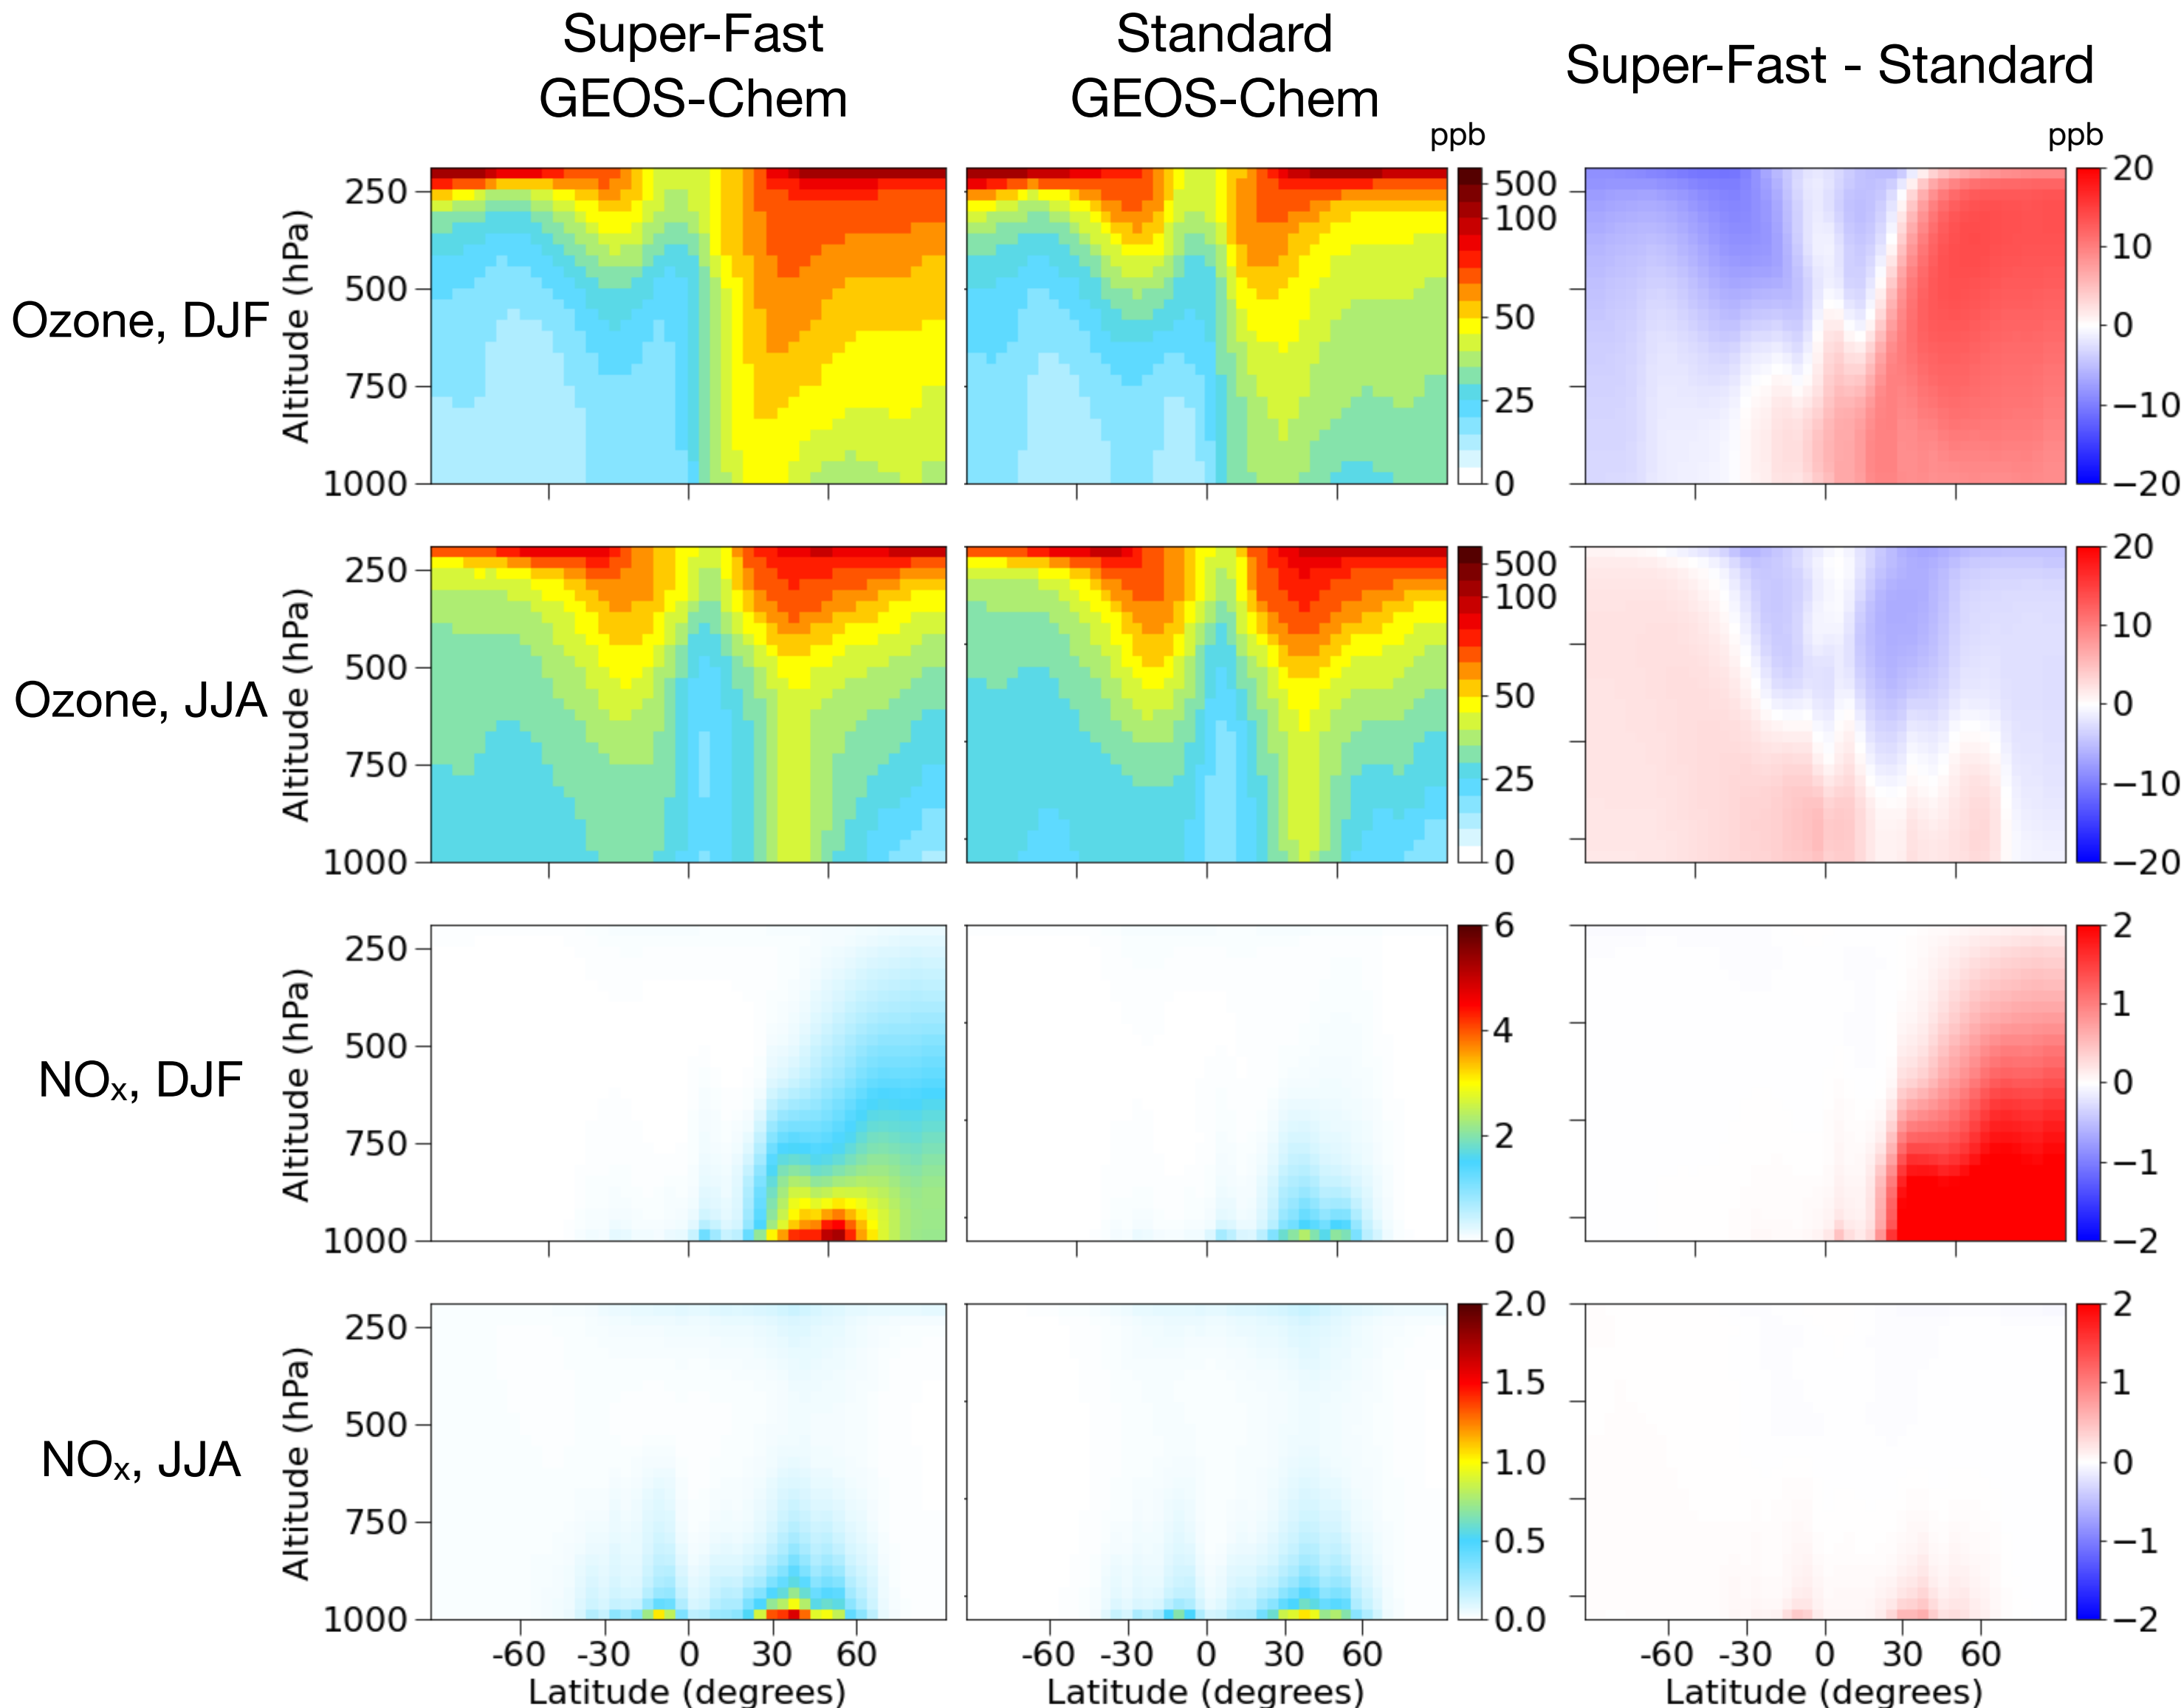 Super-Fast
GEOS-Chem
Standard
GEOS-Chem
Super-Fast - Standard
ppb
ppb
Ozone, DJF
Altitude (hPa)
250
500
750
1000
500
100
50
25
0
20
10
0
−10
−20
Ozone, JJA
Altitude (hPa)
250
500
750
1000
500
100
50
25
0
20
10
0
−10
−20
NOₓ, DJF
Altitude (hPa)
250
500
750
1000
6
4
2
0
2
1
0
−1
−2
NOₓ, JJA
Altitude (hPa)
250
500
750
1000
2.0
1.5
1.0
0.5
0.0
2
1
0
−1
−2
-60 -30 0 30 60
-60 -30 0 30 60
-60 -30 0 30 60
Latitude (degrees)
Latitude (degrees)
Latitude (degrees)